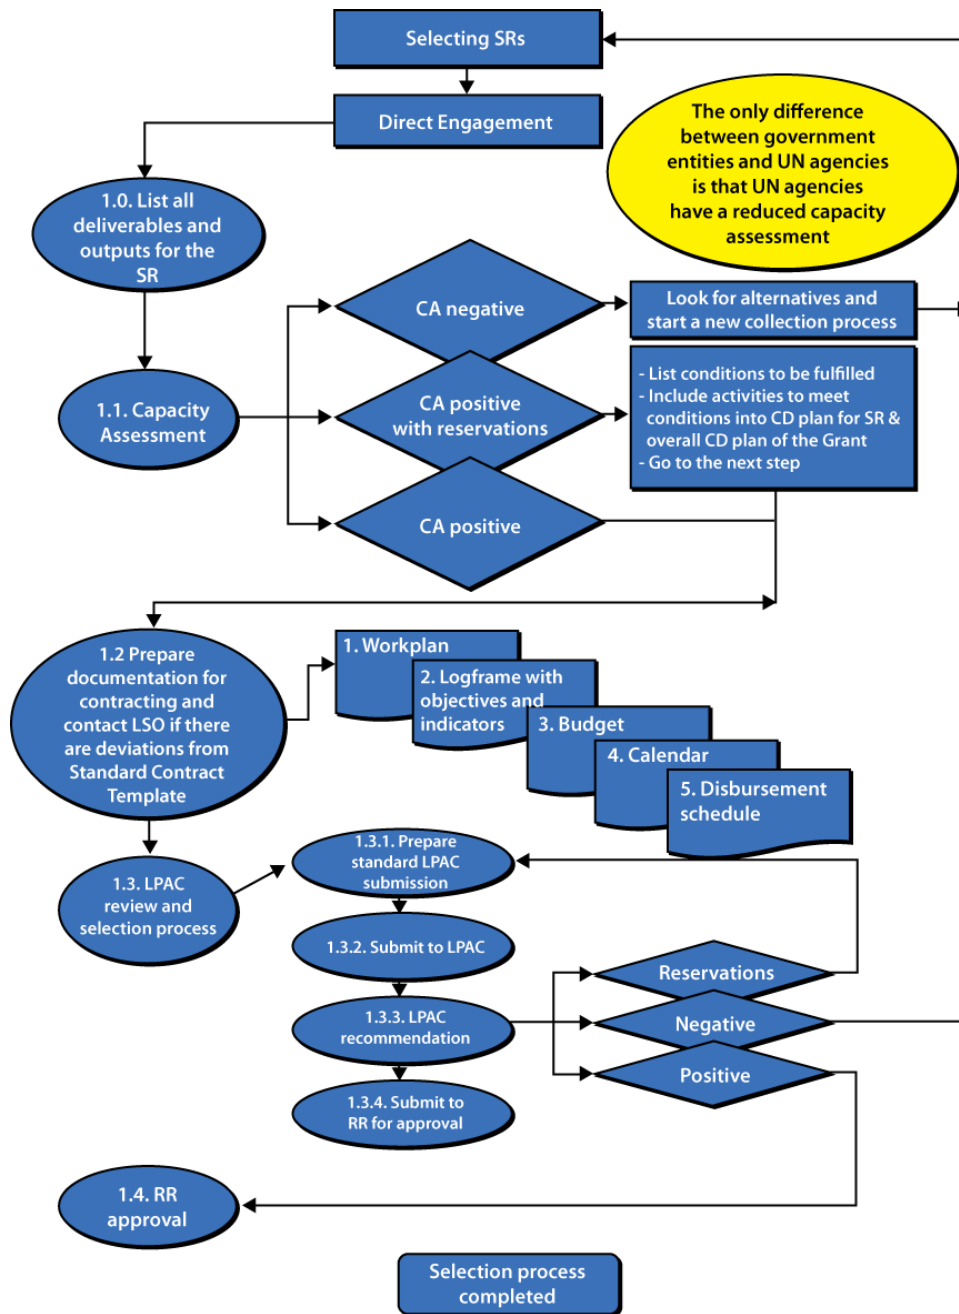 Selecting SRs
Direct Engagement
The only difference
between government
entities and UN agencies
is that UN agencies
have a reduced capacity
assessment
1.0. List all
deliverables and
outputs for the
SR
CA negative
Look for alternatives and
start a new collection process
1.1. Capacity
Assessment
CA positive
with reservations
- List conditions to be fulfilled
- Include activities to meet
conditions into CD plan for SR &
overall CD plan of the Grant
- Go to the next step
CA positive
1.2 Prepare
documentation for
contracting and
contact LSO if there
are deviations from
Standard Contract
Template
1. Workplan
2. Logframe with
objectives and
indicators
3. Budget
4. Calendar
5. Disbursement
schedule
1.3. LPAC
review and
selection process
1.3.1. Prepare
standard LPAC
submission
1.3.2. Submit to LPAC
1.3.3. LPAC
recommendation
1.3.4. Submit to
RR for approval
Reservations
Negative
Positive
1.4. RR
approval
Selection process
completed